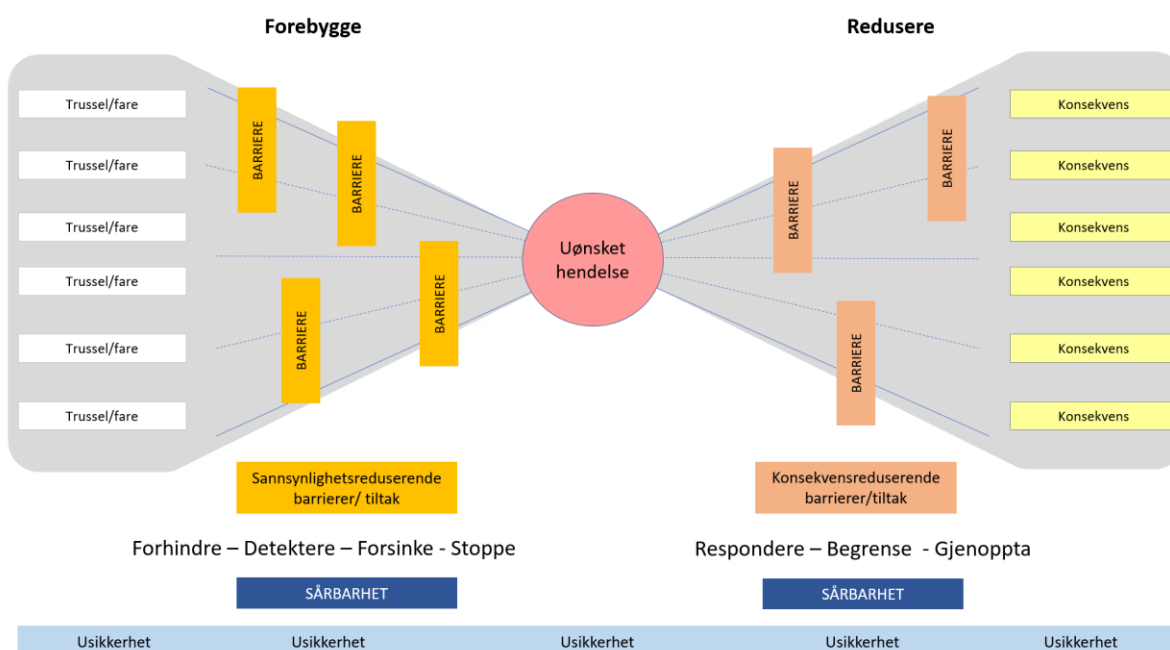 Forebygge
Redusere
Trussel/fare
Trussel/fare
Trussel/fare
Trussel/fare
Trussel/fare
Trussel/fare
BARRIERE
BARRIERE
BARRIERE
BARRIERE
Uønsket
hendelse
BARRIERE
BARRIERE
BARRIERE
Konsekvens
Konsekvens
Konsekvens
Konsekvens
Konsekvens
Konsekvens
Sannsynlighetsreduserende
barrierer/ tiltak
Konsekvensreduserende
barrierer/tiltak
Forhindre – Detektere – Forsinke - Stoppe
Respondere – Begrense - Gjenoppta
SÅRBARHET
SÅRBARHET
Usikkerhet Usikkerhet Usikkerhet Usikkerhet Usikkerhet